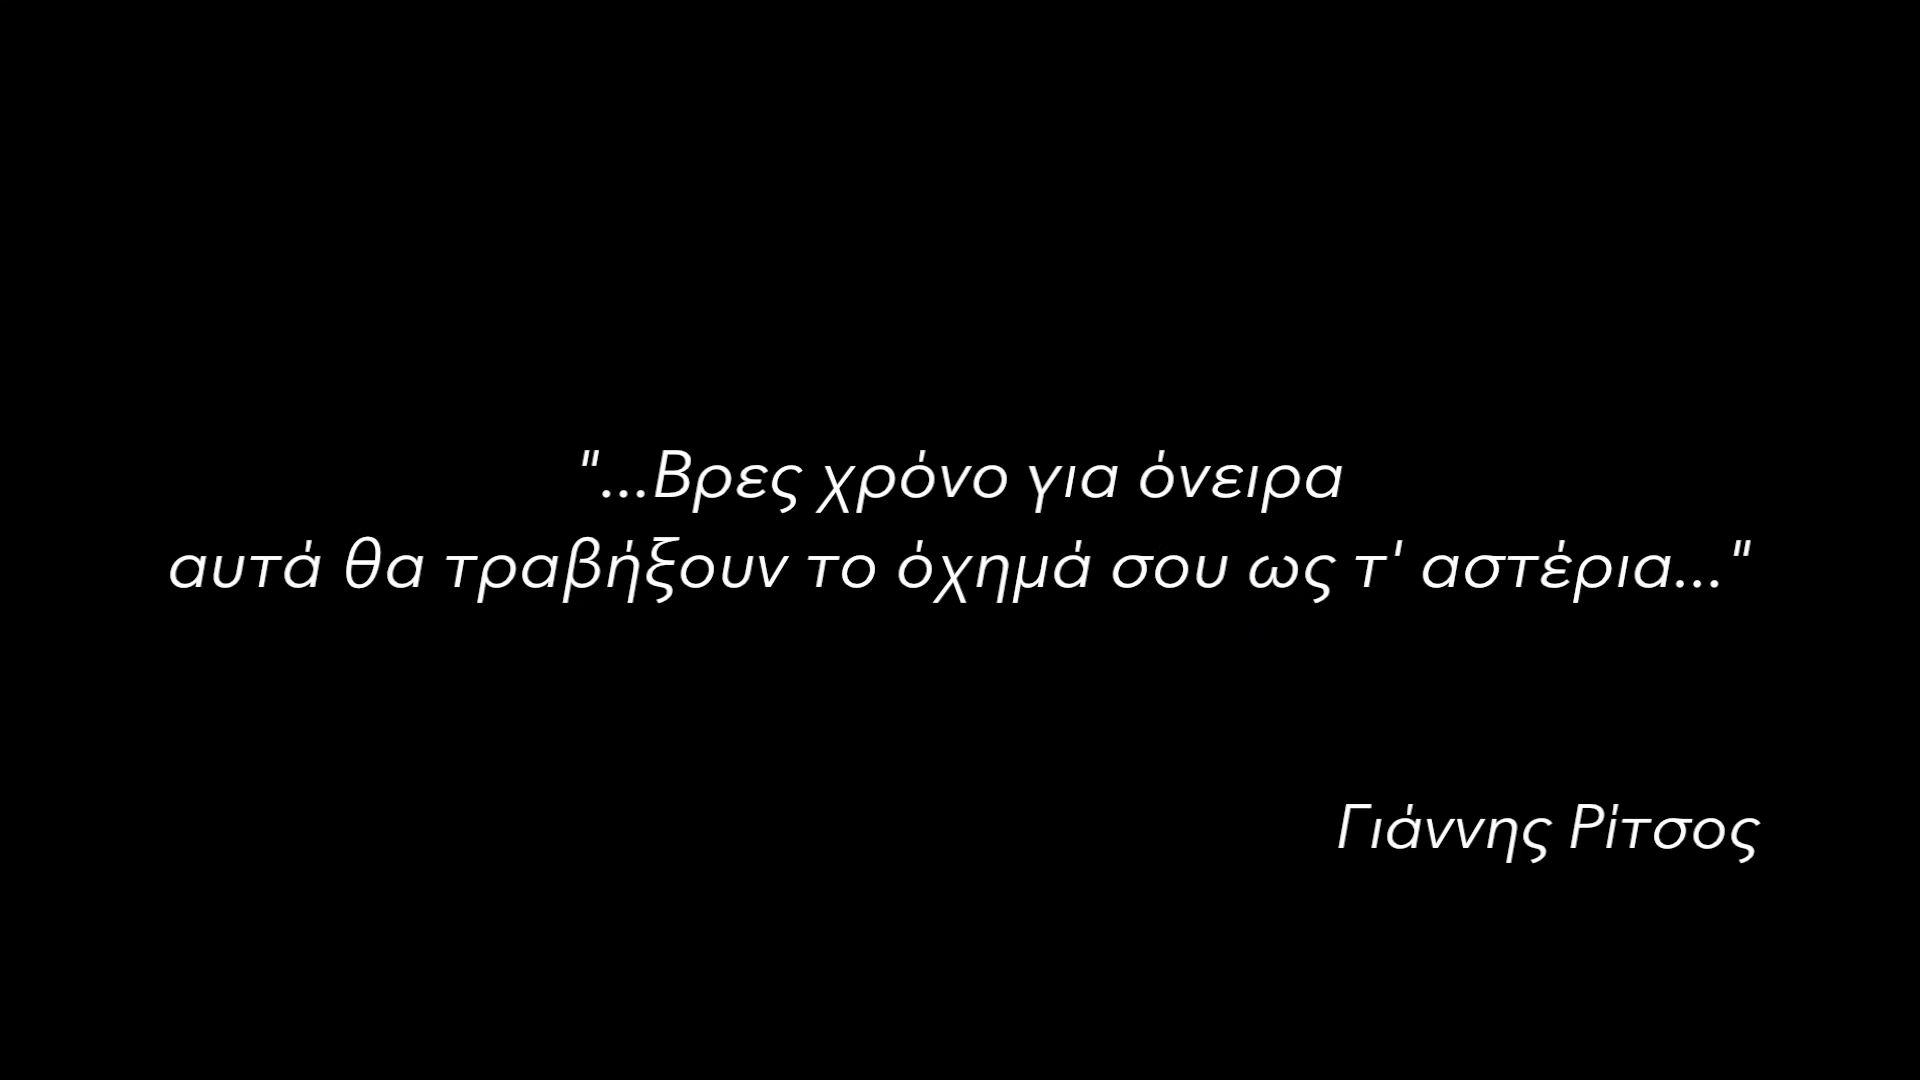 "...Βρες χρόνο για όνειρα
αυτά θα τραβήξουν το όχημά σου ως τ' αστέρια..."
Γιάννης Ρίτσος